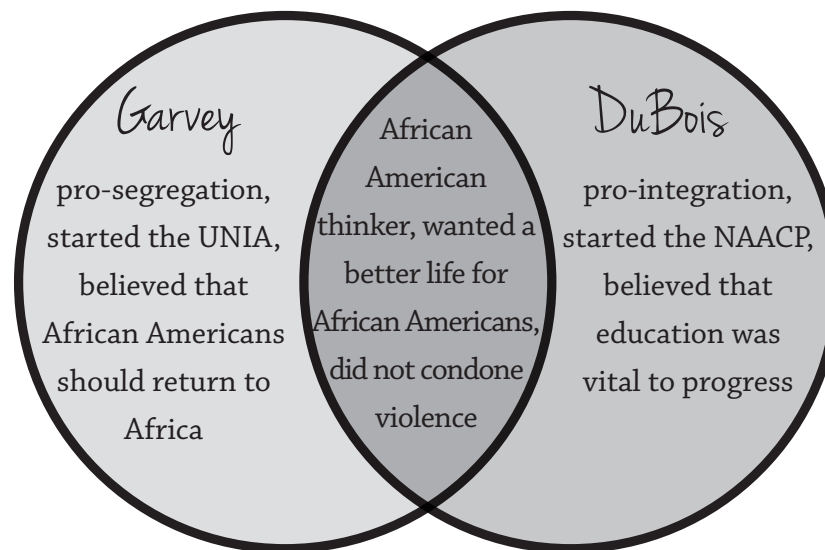 Garvey
pro-segregation,
started the UNIA,
believed that
African Americans
should return to
Africa
African
American
thinker, wanted a
better life for
African Americans,
did not condone
violence
DuBois
pro-integration,
started the NAACP,
believed that
education was
vital to progress